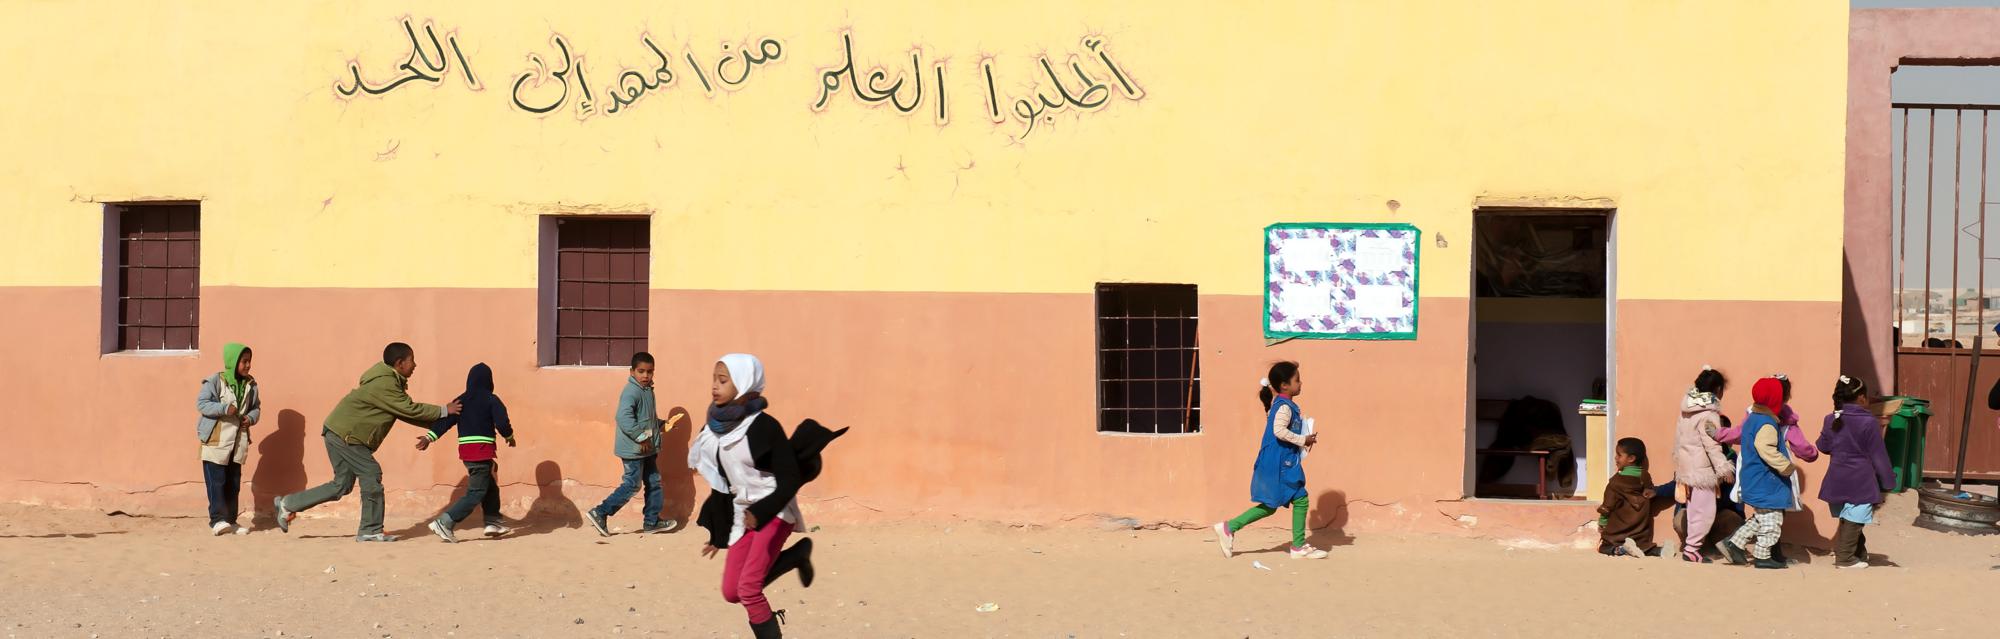 أطلبوا العلم من المهد إلى اللحد